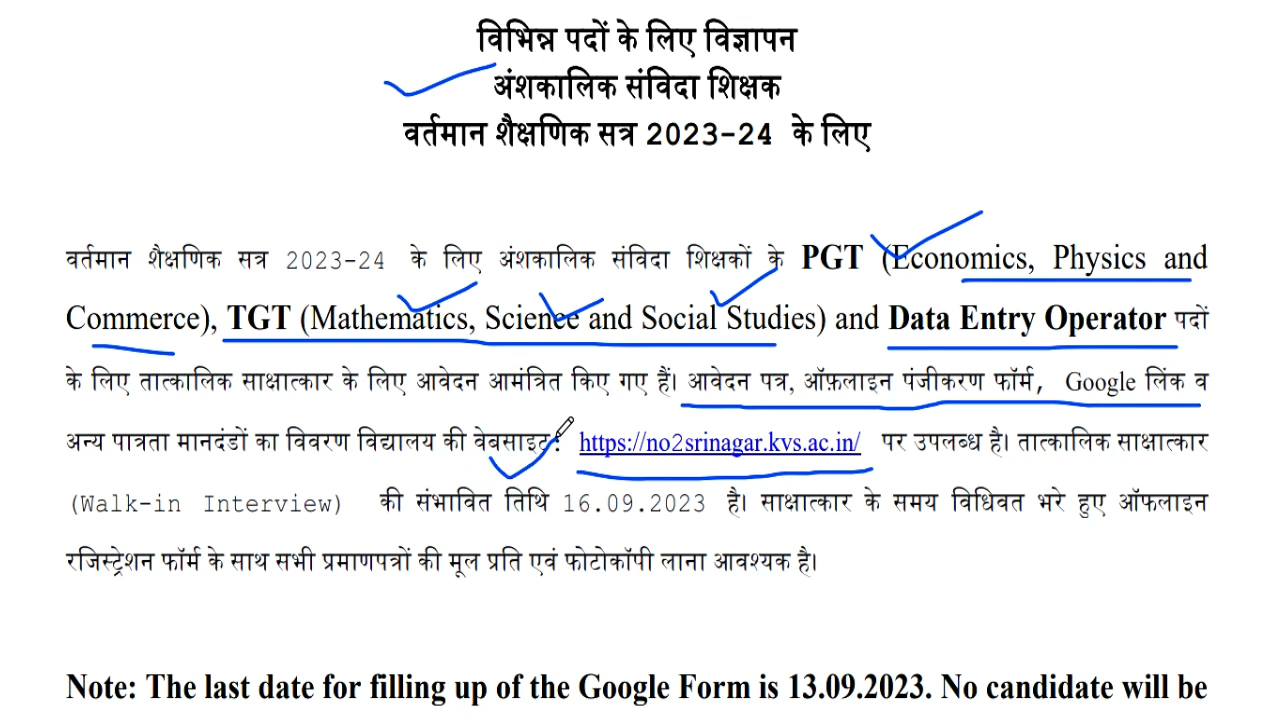 विभिन्न पदों के लिए विज्ञापन
अंशकालिक संविदा शिक्षक
वर्तमान शैक्षणिक सत्र 2023-24 के लिए
वर्तमान शैक्षणिक सत्र 2023-24 के लिए अंशकालिक संविदा शिक्षकों के PGT (Economics, Physics and
Commerce), TGT (Mathematics, Science and Social Studies) and Data Entry Operator पदों
के लिए तात्कालिक साक्षात्कार के लिए आवेदन आमंत्रित किए गए हैं। आवेदन पत्र, ऑफ़लाइन पंजीकरण फॉर्म, Google लिंक व
अन्य पात्रता मानदंडों का विवरण विद्यालय की वेबसाइट: https://no2srinagar.kvs.ac.in/ पर उपलब्ध है। तात्कालिक साक्षात्कार
(Walk-in Interview) की संभावित तिथि 16.09.2023 है। साक्षात्कार के समय विधिवत भरे हुए ऑफलाइन
रजिस्ट्रेशन फॉर्म के साथ सभी प्रमाणपत्रों की मूल प्रति एवं फोटोकॉपी लाना आवश्यक है।
Note: The last date for filling up of the Google Form is 13.09.2023. No candidate will be